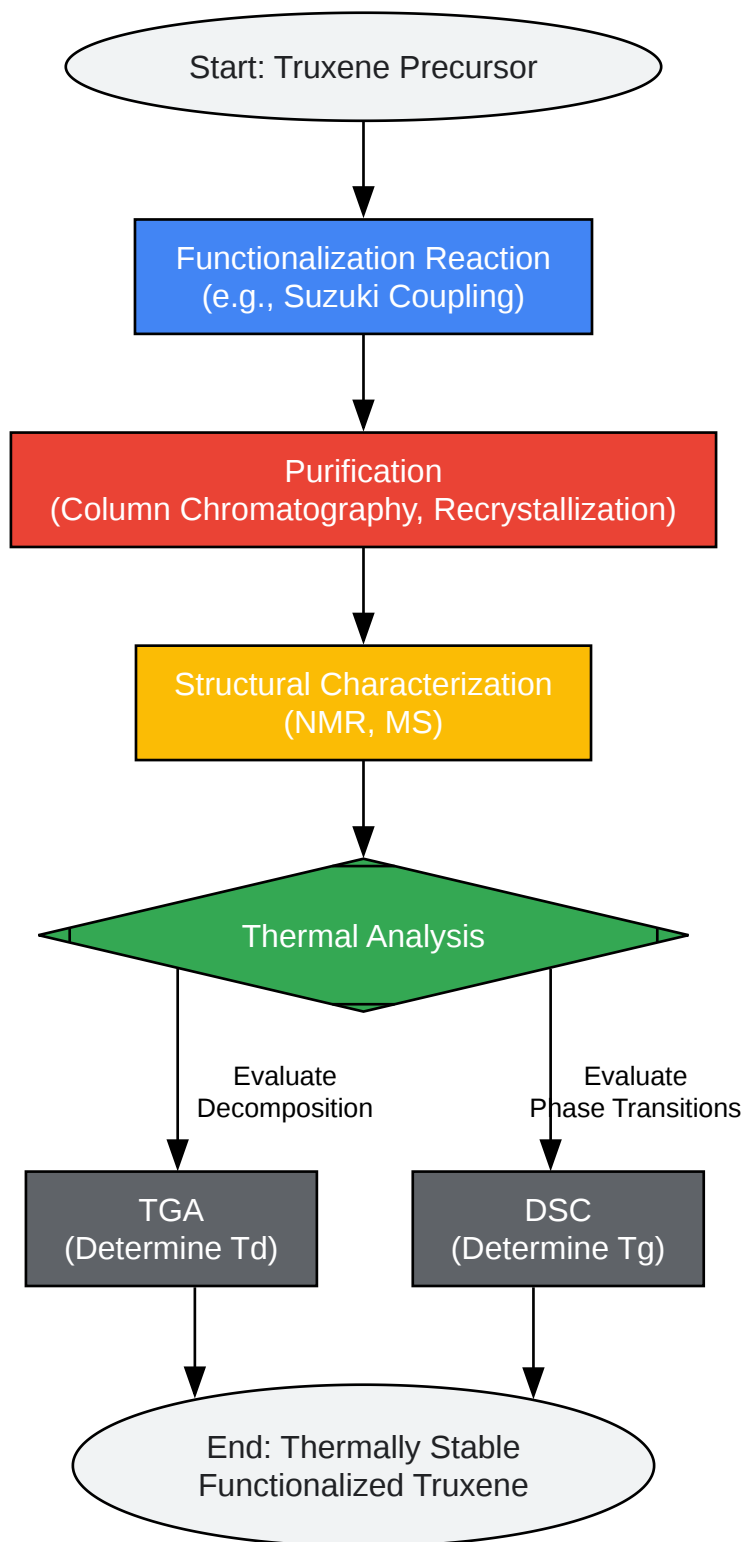 Start: Truxene Precursor
Functionalization Reaction
(e.g., Suzuki Coupling)
Purification
(Column Chromatography, Recrystallization)
Structural Characterization
(NMR, MS)
Thermal Analysis
Evaluate
Decomposition
Evaluate
Phase Transitions
TGA
(Determine Td)
DSC
(Determine Tg)
End: Thermally Stable
Functionalized Truxene